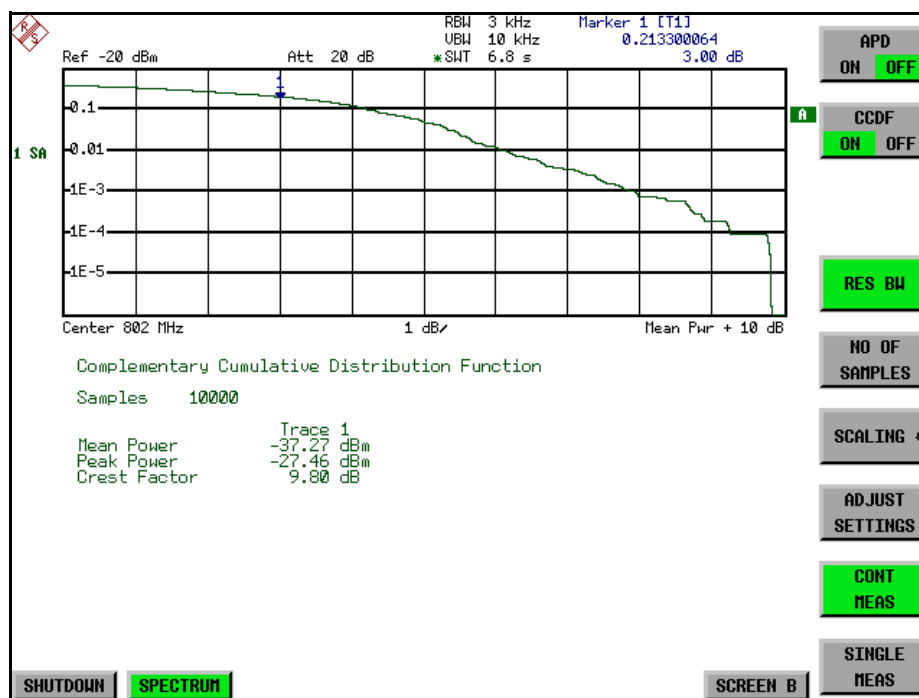 R S
RBW 3 kHz Marker 1 [T1]
VBW 10 kHz 0.213300064
Ref -20 dBm Att 20 dB *SWT 6.8 s 3.00 dB
1
0.1
0.01
1E-3
1E-4
1E-5
1 SA
A
Center 802 MHz 1 dB/ Mean Pwr + 10 dB
Complementary Cumulative Distribution Function
Samples 10000
Trace 1
Mean Power -37.27 dBm
Peak Power -27.46 dBm
Crest Factor 9.80 dB
APD
ON OFF
CCDF
ON OFF
RES BW
NO OF
SAMPLES
SCALING
ADJUST
SETTINGS
CONT
MEAS
SINGLE
MEAS
SHUTDOWN SPECTRUM SCREEN B